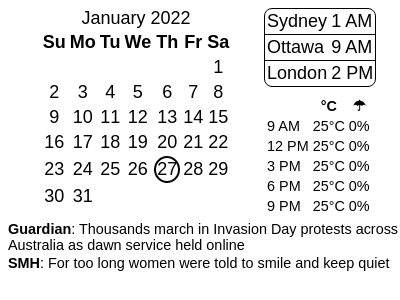 January 2022
Su Mo Tu We Th Fr Sa
1
2 3 4 5 6 7 8
9 10 11 12 13 14 15
16 17 18 19 20 21 22
23 24 25 26 27 28 29
30 31
Sydney 1 AM
Ottawa 9 AM
London 2 PM
°C ☂
9 AM 25°C 0%
12 PM 25°C 0%
3 PM 25°C 0%
6 PM 25°C 0%
9 PM 25°C 0%
Guardian: Thousands march in Invasion Day protests across
Australia as dawn service held online
SMH: For too long women were told to smile and keep quiet